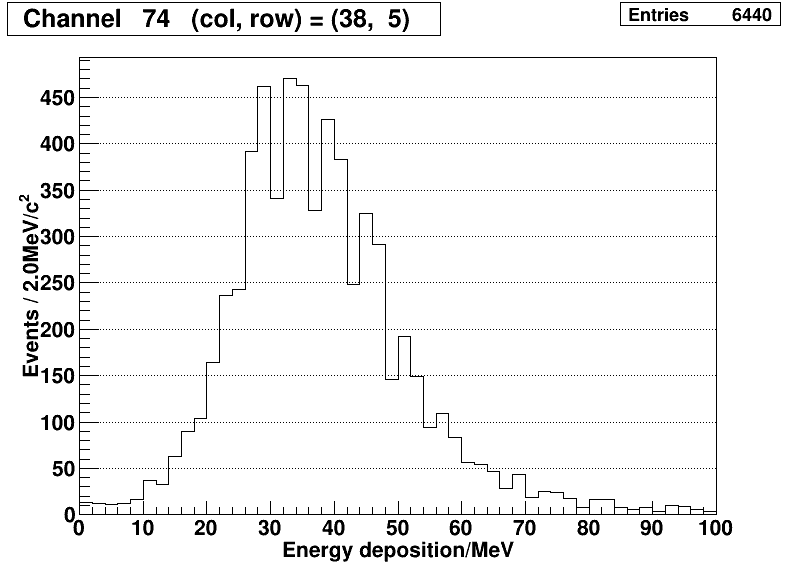 Channel 74 (col, row) = (38, 5)
Entries 6440
450
400
350
300
250
200
150
100
50
0
Events / 2.0MeV/c²
0 10 20 30 40 50 60 70 80 90 100
Energy deposition/MeV